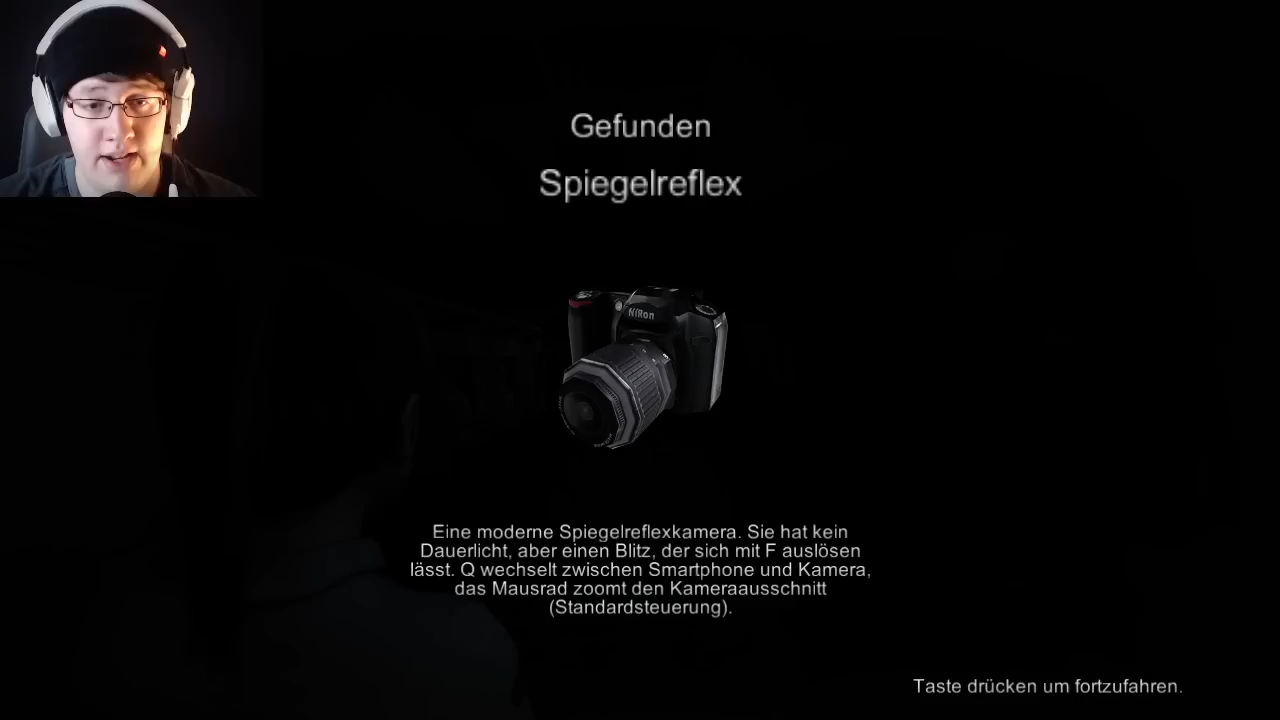 Gefunden
Spiegelreflex
NiRon
Eine moderne Spiegelreflexkamera. Sie hat kein
Dauerlicht, aber einen Blitz, der sich mit F auslösen
lässt. Q wechselt zwischen Smartphone und Kamera,
das Mausrad zoomt den Kameraausschnitt
(Standardsteuerung).
Taste drücken um fortzufahren.